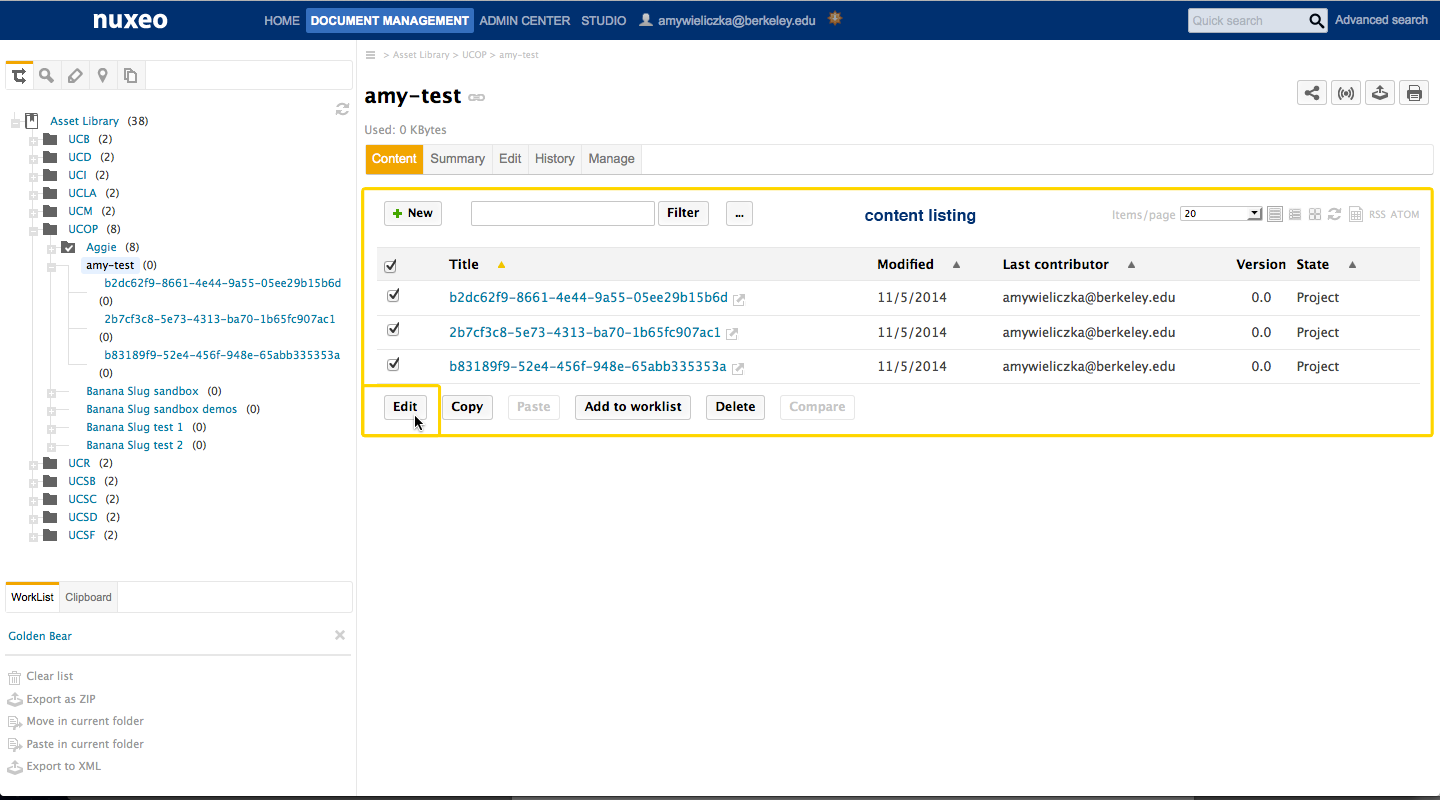 nuxeo HOME DOCUMENT MANAGEMENT ADMIN CENTER STUDIO amywieliczka@berkeley.edu Quick search Advanced search
> Asset Library > UCOP > amy-test
amy-test
Used: 0 KBytes
Content Summary Edit History Manage
Asset Library (38)
UCB (2)
UCD (2)
UCI (2)
UCLA (2)
UCM (2)
UCOP (8)
Aggie (8)
amy-test (0)
b2dc62f9-8661-4e44-9a55-05ee29b15b6d
(0)
2b7cf3c8-5e73-4313-ba70-1b65fc907ac1
(0)
b83189f9-52e4-456f-948e-65abb335353a
(0)
Banana Slug sandbox (0)
Banana Slug sandbox demos (0)
Banana Slug test 1 (0)
Banana Slug test 2 (0)
UCR (2)
UCSB (2)
UCSC (2)
UCSD (2)
UCSF (2)
WorkList Clipboard
Golden Bear
Clear list
Export as ZIP
Move in current folder
Paste in current folder
Export to XML
+ New Filter ... content listing Items/page 20 RSS ATOM
Title Modified Last contributor Version State
b2dc62f9-8661-4e44-9a55-05ee29b15b6d 11/5/2014 amywieliczka@berkeley.edu 0.0 Project
2b7cf3c8-5e73-4313-ba70-1b65fc907ac1 11/5/2014 amywieliczka@berkeley.edu 0.0 Project
b83189f9-52e4-456f-948e-65abb335353a 11/5/2014 amywieliczka@berkeley.edu 0.0 Project
Edit Copy Paste Add to worklist Delete Compare